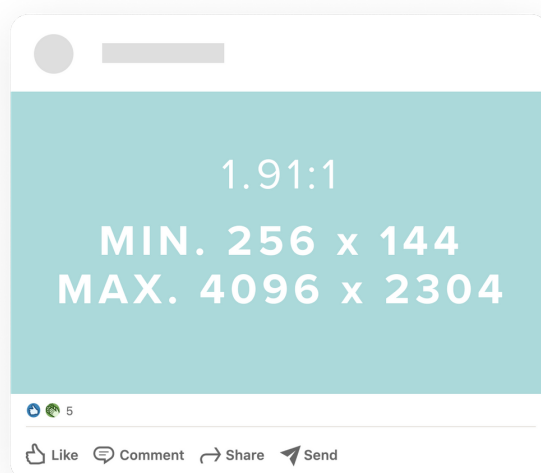 1.91:1
MIN. 256 x 144
MAX. 4096 x 2304
5
Like Comment Share Send